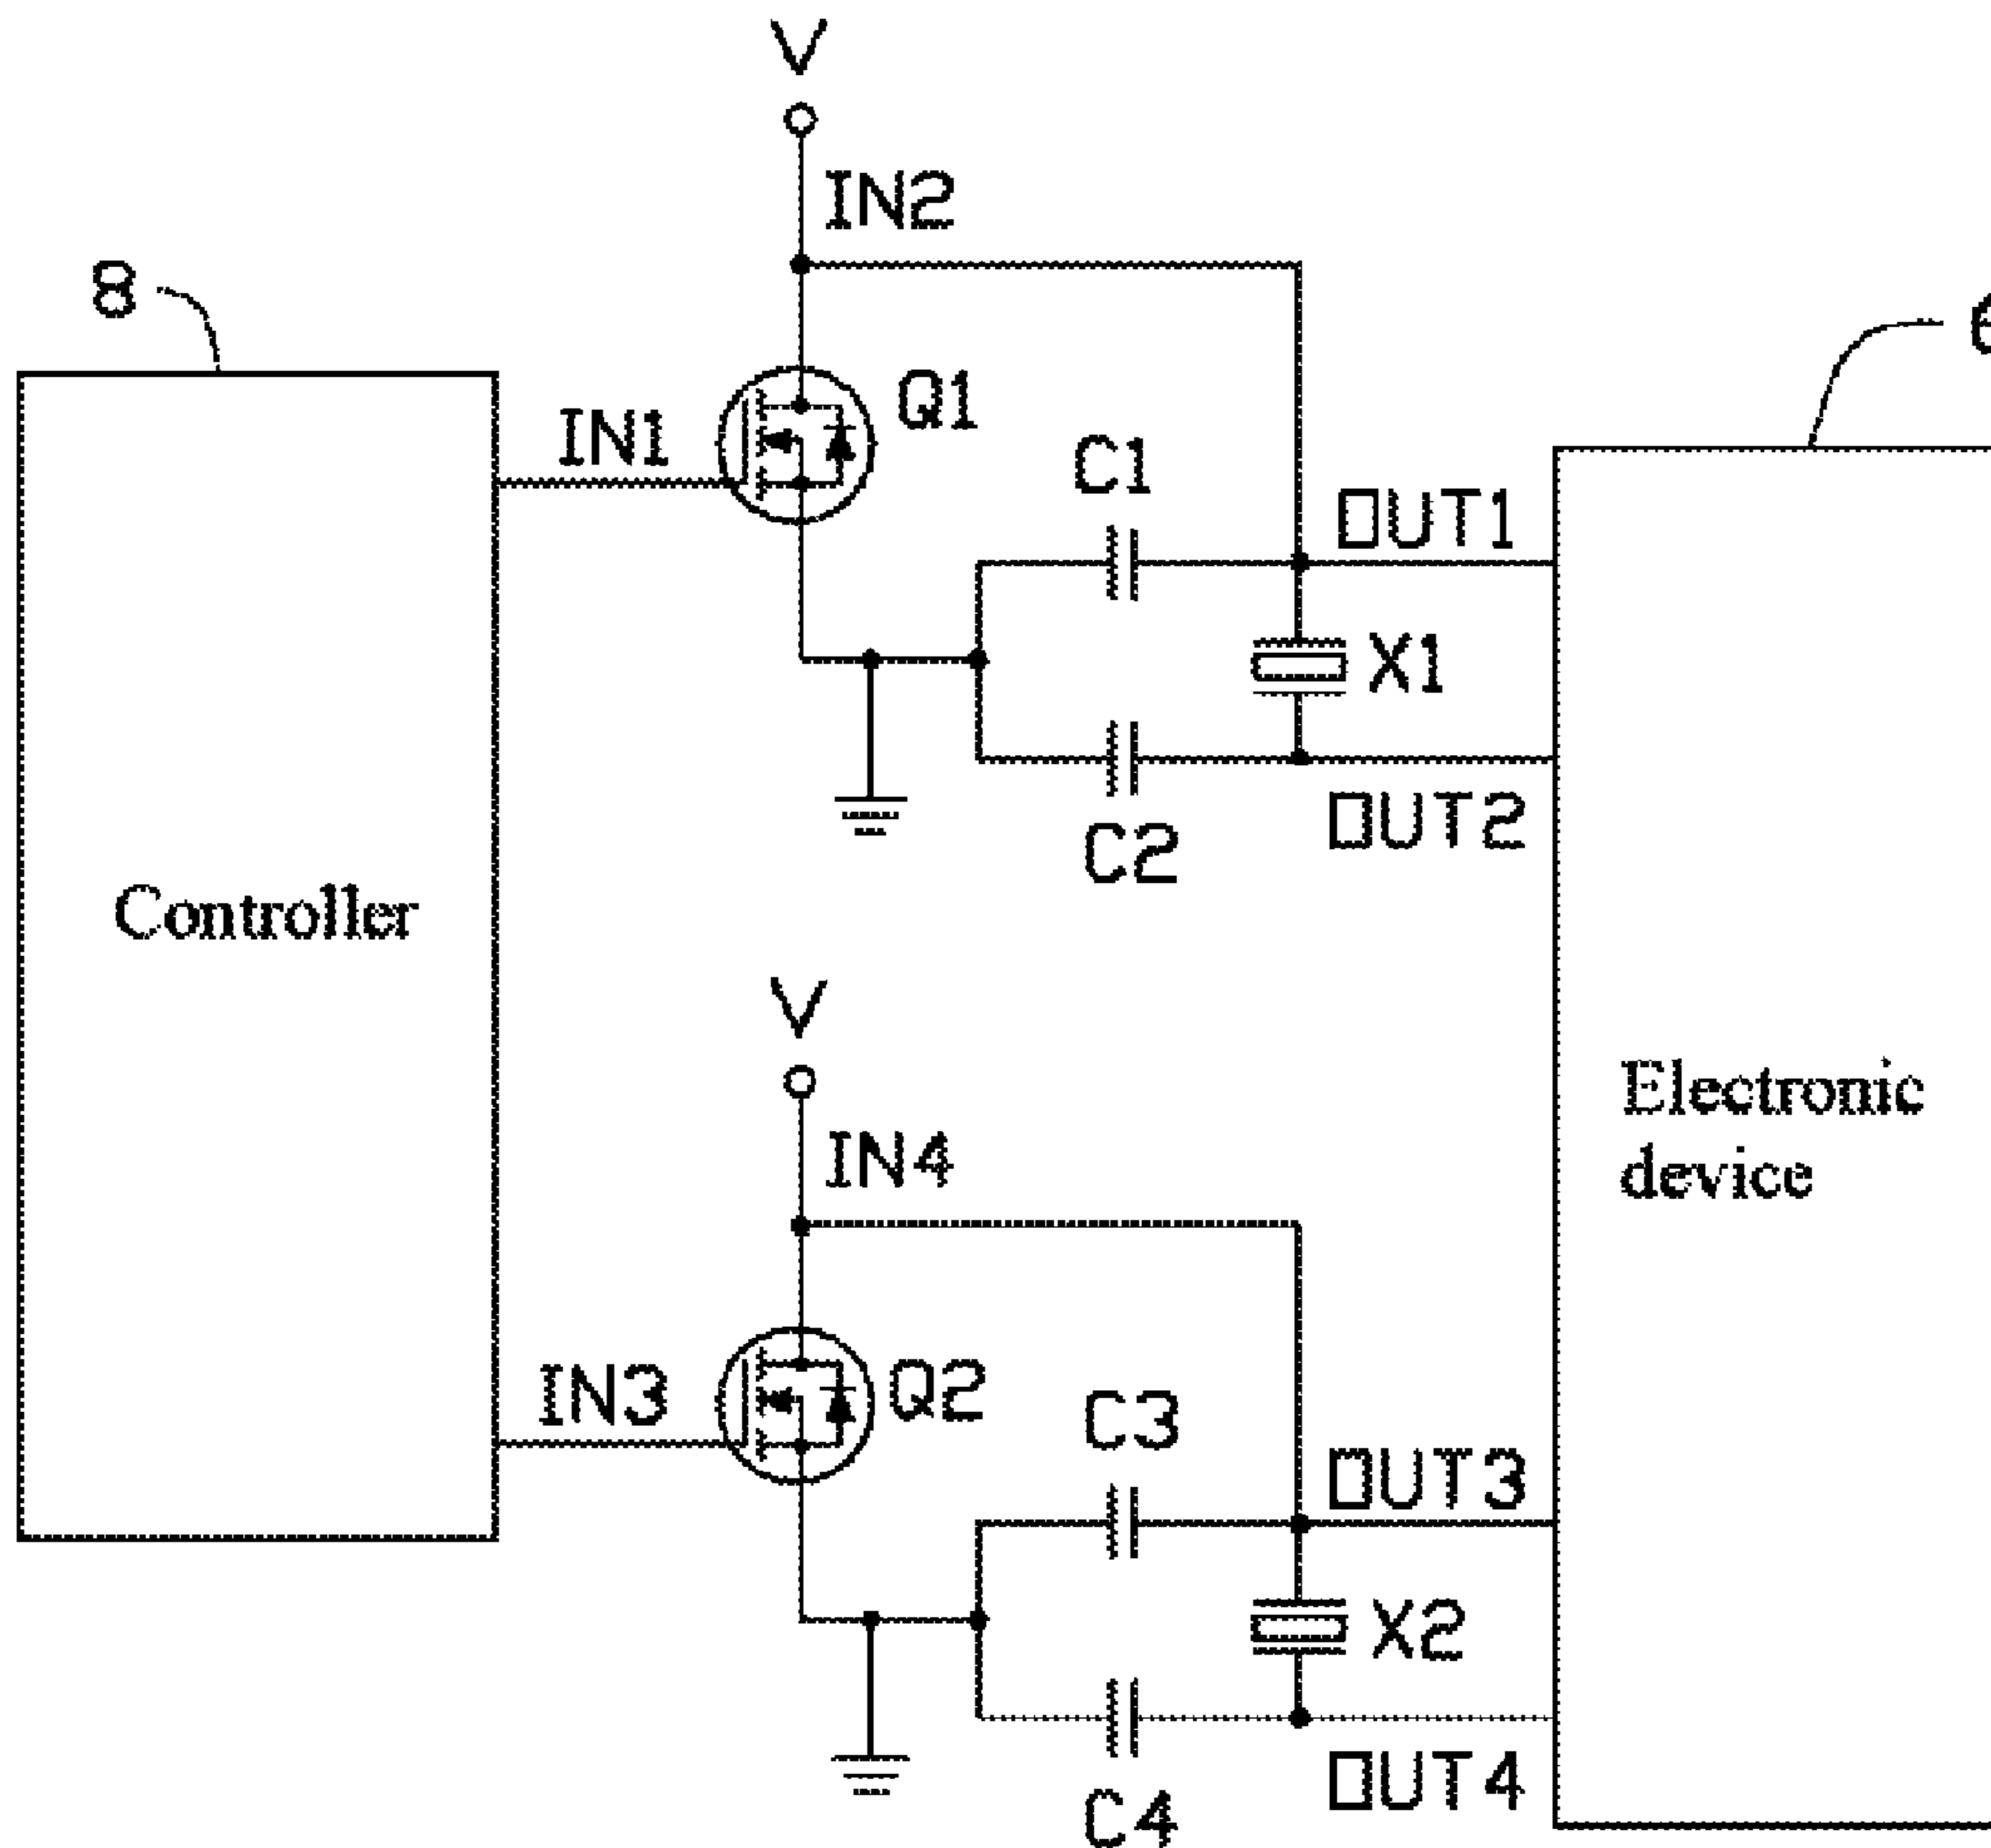 V
IN2
8
6
Q1
IN1
C1
OUT1
X1
OUT2
C2
Controller
V
Electronic
device
IN4
IN3
Q2
C3
OUT3
X2
OUT4
C4